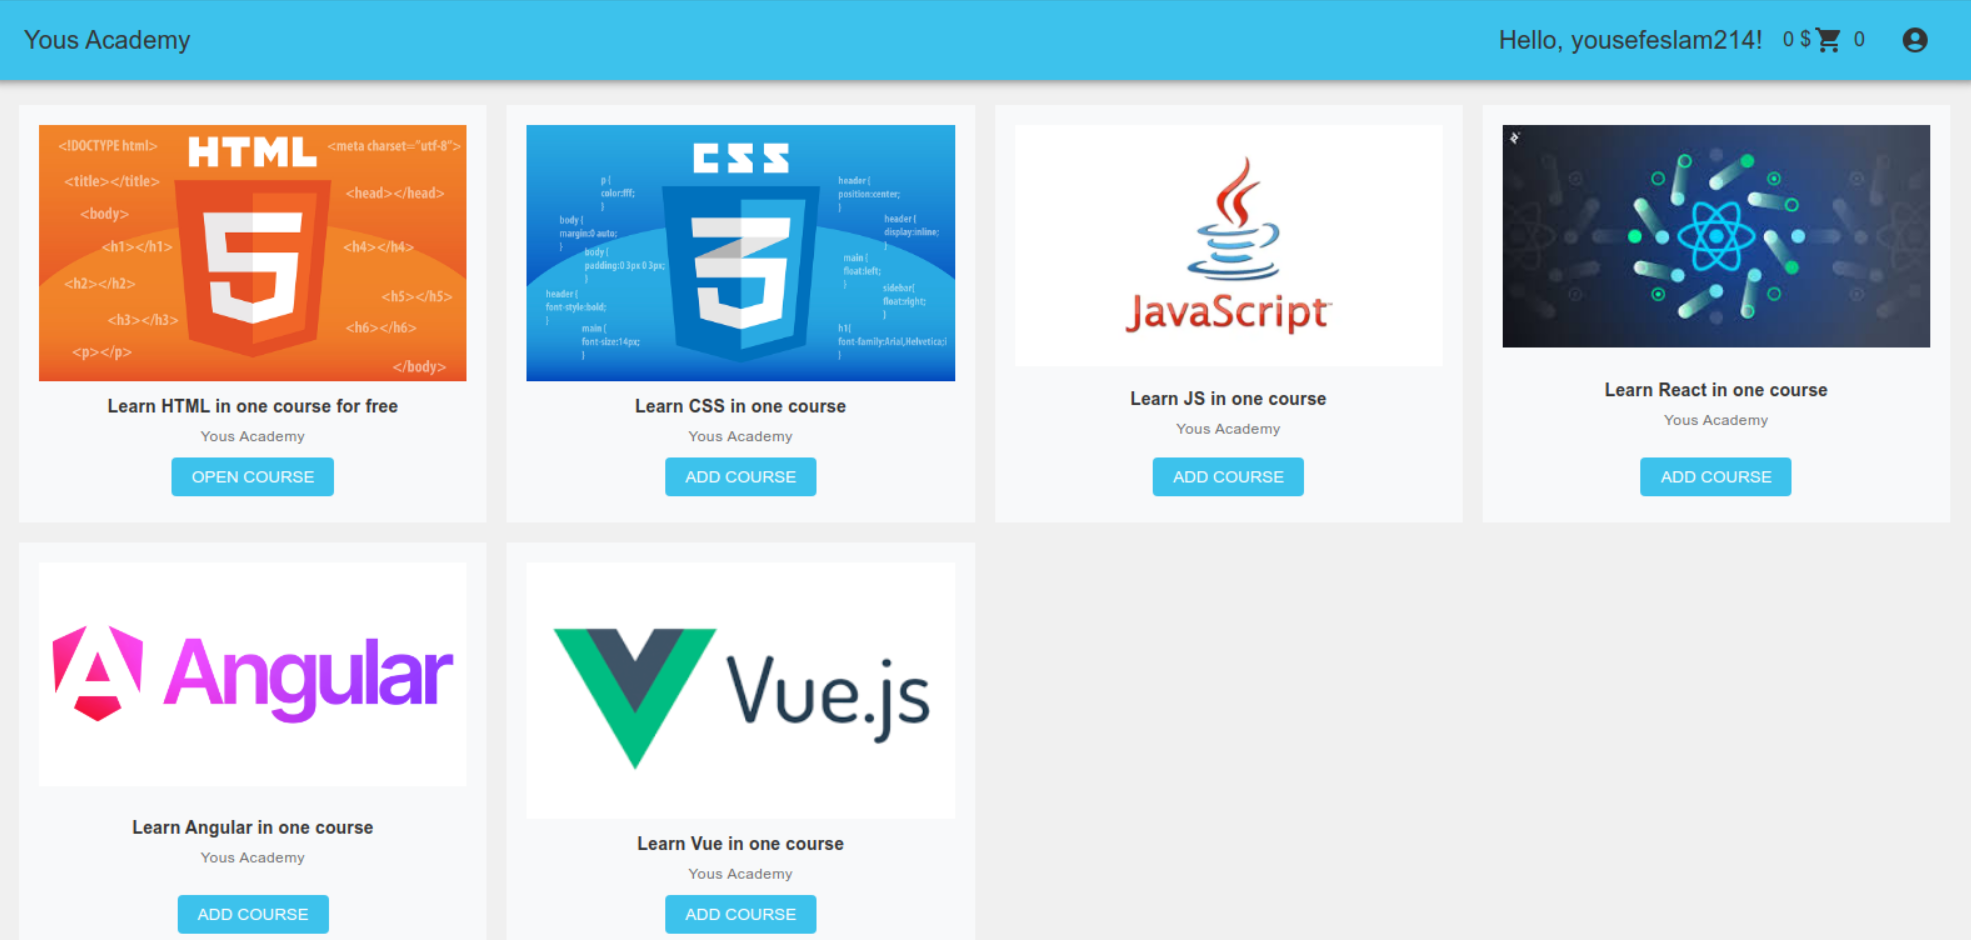 Yous Academy
Hello, yousefeslam214!
0 $
0
HTML
<!DOCTYPE html>
<meta charset="utf-8">
<title></title>
<head></head>
<body>
<h1></h1>
<h4></h4>
<h2></h2>
<h5></h5>
<h3></h3>
<h6></h6>
<p></p>
</body>
5
Learn HTML in one course for free
Yous Academy
OPEN COURSE
CSS
p {
color:fff;
}
body {
margin:0 auto;
}
body {
padding:0 3px 0 3px;
header {
font-style:bold;
}
main {
font-size:14px;
}
header {
position:center;
}
header {
display:inline;
}
main {
float:left;
}
sidebar{
float:right;
}
h1{
font-family:Arial,Helvetica;
}
3
Learn CSS in one course
Yous Academy
ADD COURSE
JavaScript™
Learn JS in one course
Yous Academy
ADD COURSE
Learn React in one course
Yous Academy
ADD COURSE
Angular
Learn Angular in one course
Yous Academy
ADD COURSE
Vue.js
Learn Vue in one course
Yous Academy
ADD COURSE